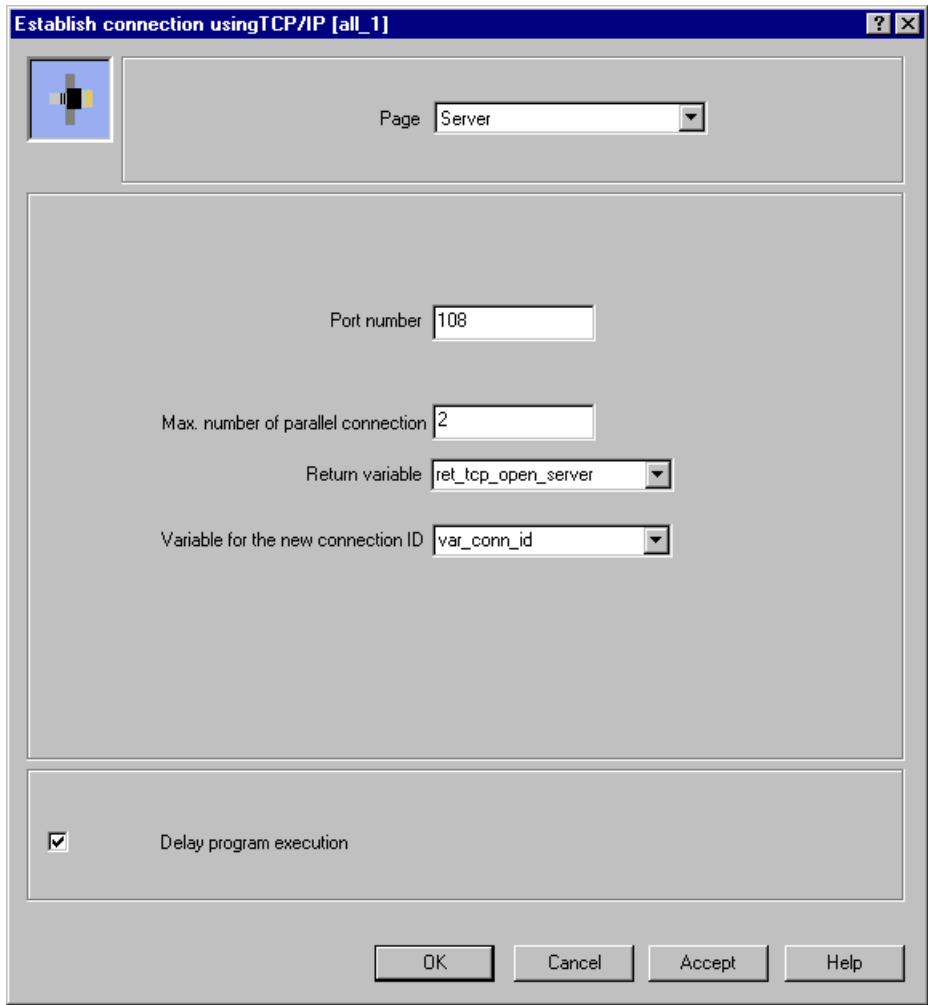 Establish connection usingTCP/IP [all_1]
Page Server
Port number 108
Max. number of parallel connection 2
Return variable ret_tcp_open_server
Variable for the new connection ID var_conn_id
Delay program execution
OK Cancel Accept Help